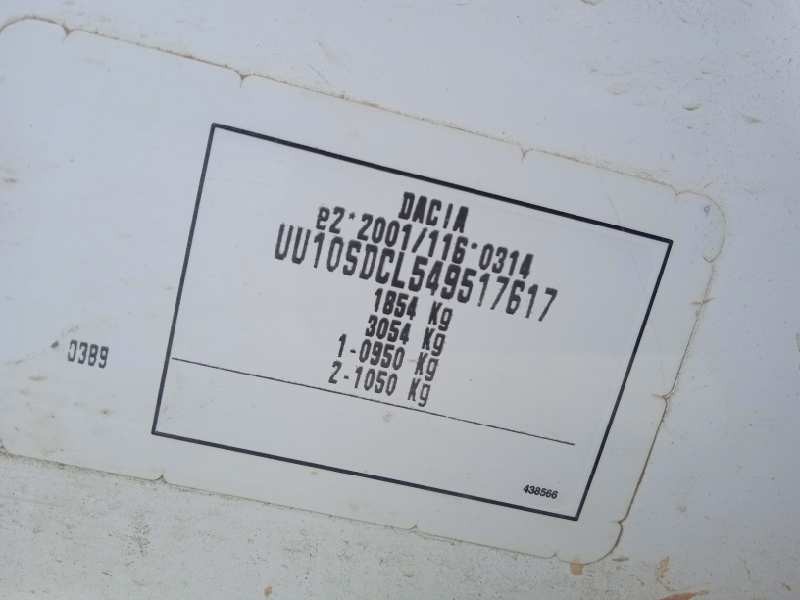 DACIA
e2*2001/116*0314
UU10SDCL549517617
1854 Kg
3054 Kg
1-0950 Kg
2-1050 Kg
0389
438566